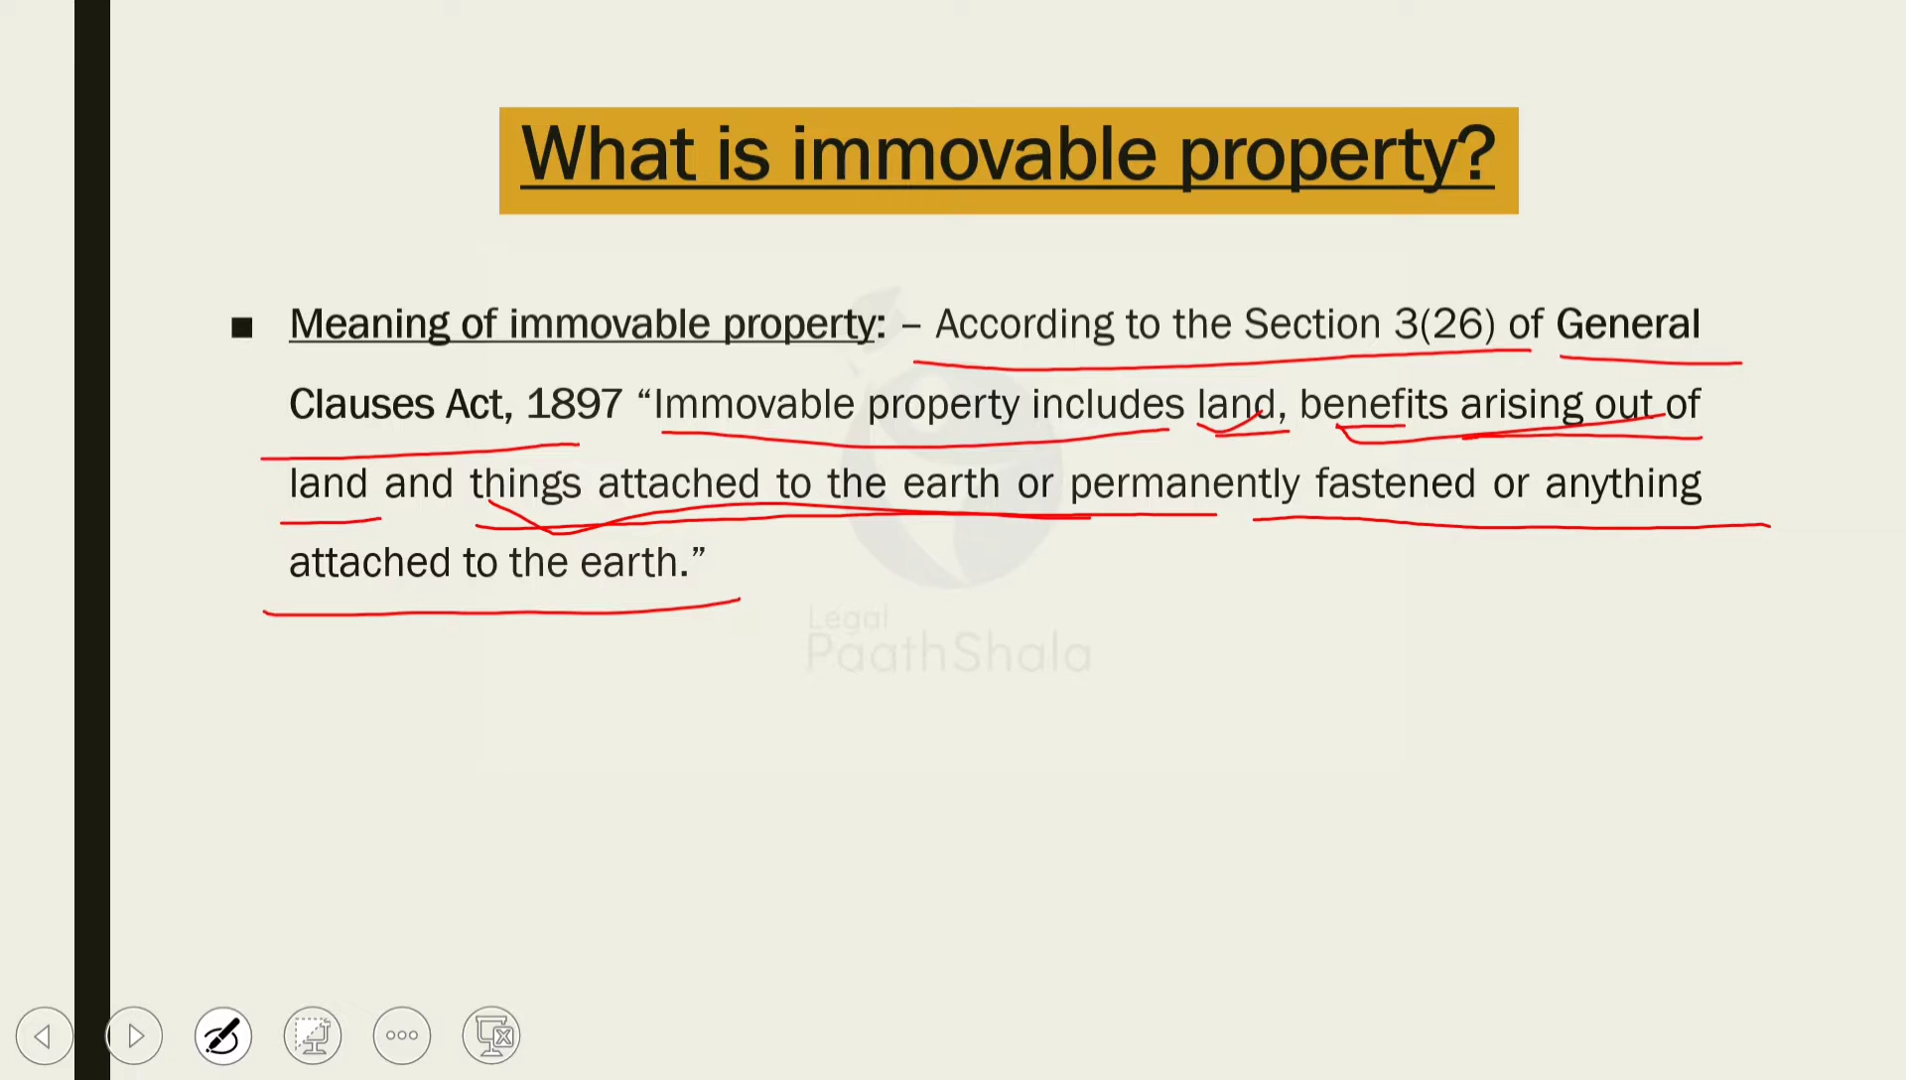 What is immovable property?
■ Meaning of immovable property: – According to the Section 3(26) of General
Clauses Act, 1897 “Immovable property includes land, benefits arising out of
land and things attached to the earth or permanently fastened or anything
attached to the earth.”
Legal
PaathShala